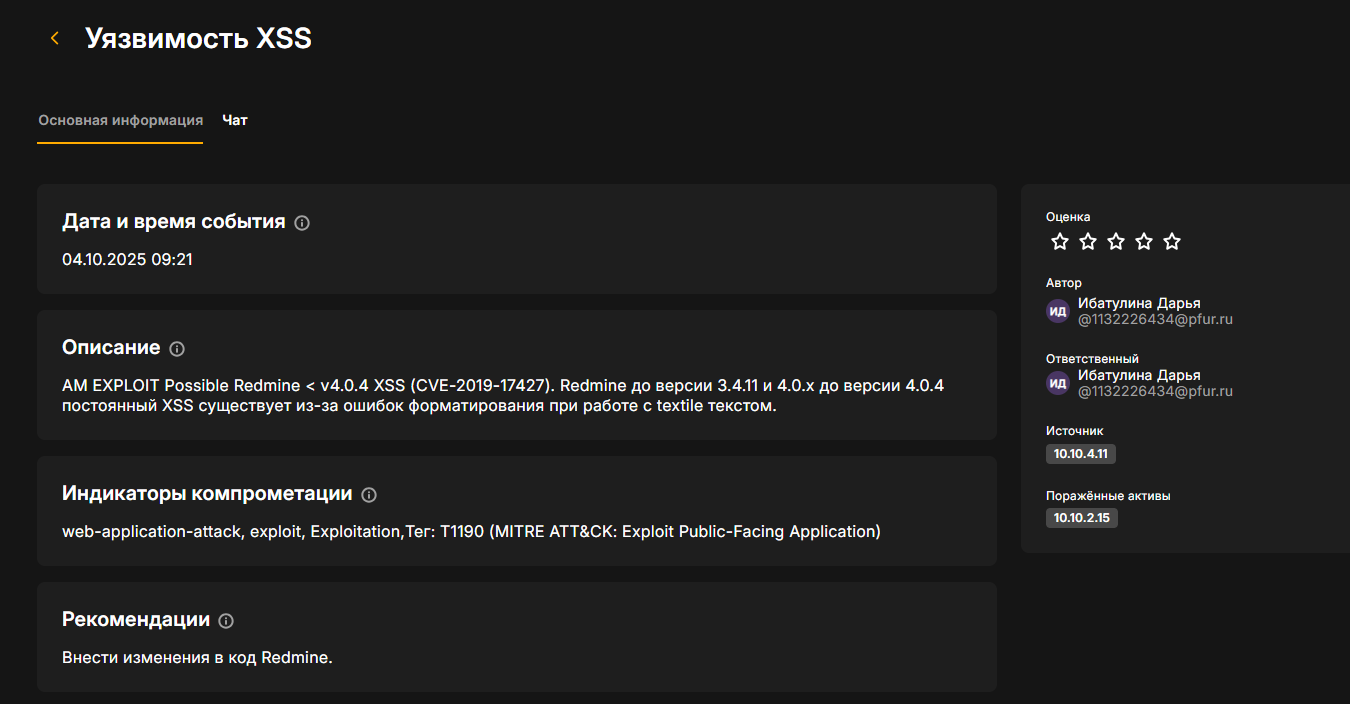 Уязвимость XSS
Основная информация
Чат
Дата и время события
04.10.2025 09:21
Описание
AM EXPLOIT Possible Redmine < v4.0.4 XSS (CVE-2019-17427). Redmine до версии 3.4.11 и 4.0.x до версии 4.0.4
постоянный XSS существует из-за ошибок форматирования при работе с textile текстом.
Индикаторы компрометации
web-application-attack, exploit, Exploitation,Тег: T1190 (MITRE ATT&CK: Exploit Public-Facing Application)
Рекомендации
Внести изменения в код Redmine.
Оценка
Автор
ИД
Ибатулина Дарья
@1132226434@pfur.ru
Ответственный
ИД
Ибатулина Дарья
@1132226434@pfur.ru
Источник
10.10.4.11
Поражённые активы
10.10.2.15